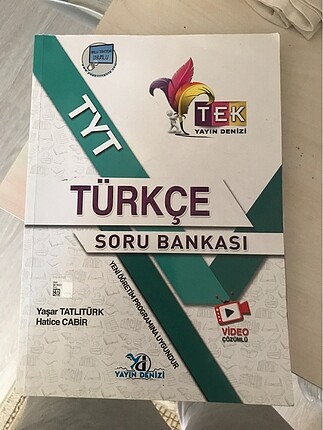 TYT
TEK
YAYIN DENİZİ
TÜRKÇE
SORU BANKASI
YENİ ÖĞRETİM PROGRAMINA UYGUNDUR
Yaşar TATLITÜRK
Hatice CABİR
VİDEO
ÇÖZÜMLÜ
YAYIN DENİZİ